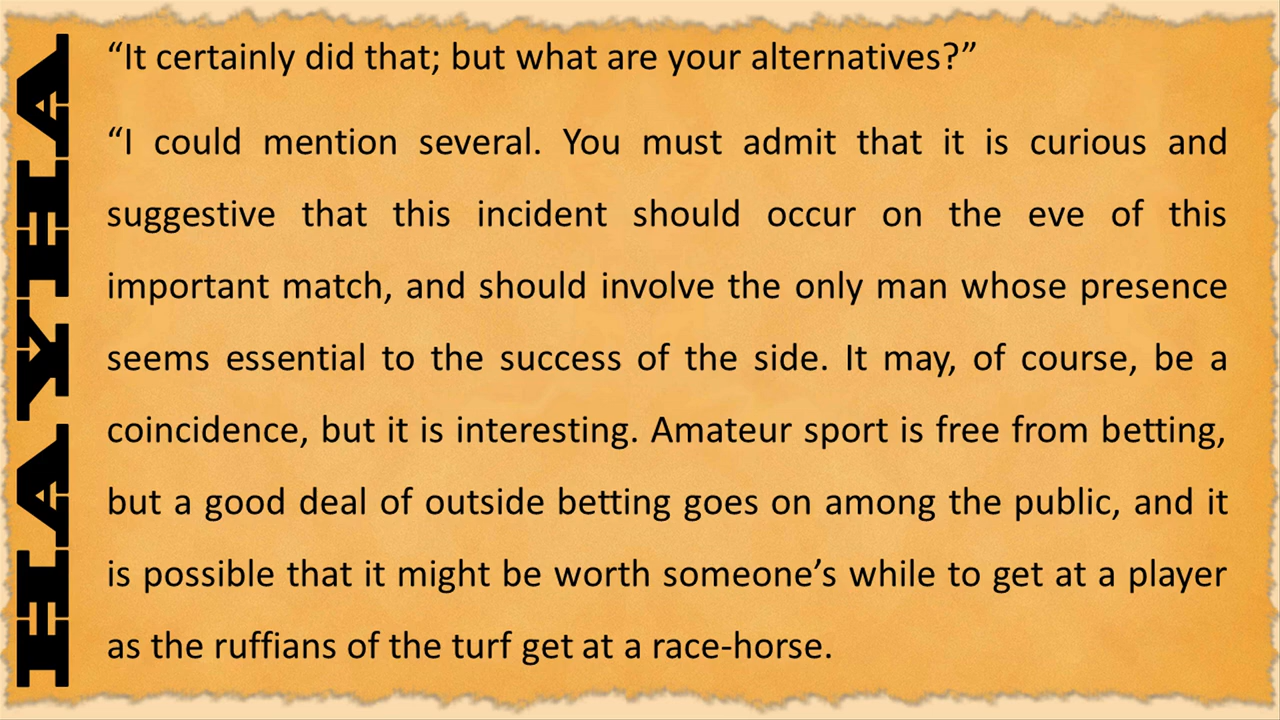 HAYHA
“It certainly did that; but what are your alternatives?”
“I could mention several. You must admit that it is curious and
suggestive that this incident should occur on the eve of this
important match, and should involve the only man whose presence
seems essential to the success of the side. It may, of course, be a
coincidence, but it is interesting. Amateur sport is free from betting,
but a good deal of outside betting goes on among the public, and it
is possible that it might be worth someone’s while to get at a player
as the ruffians of the turf get at a race-horse.